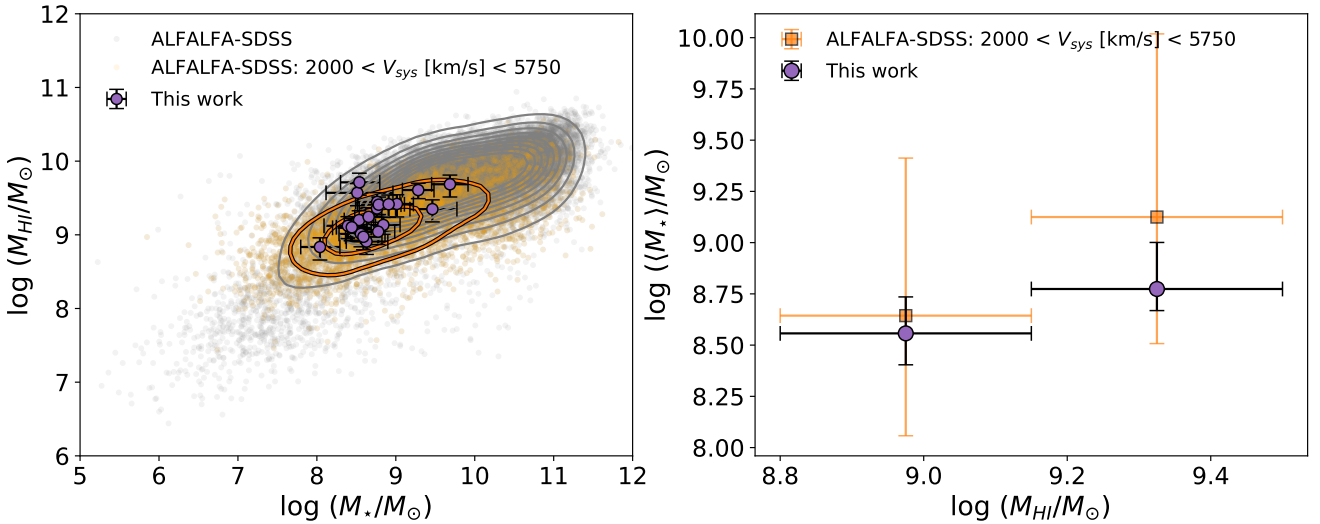 ALFALFA-SDSS
ALFALFA-SDSS: 2000 < V_sys [km/s] < 5750
This work
12
11
10
9
8
7
6
log (M_HI/M_⊙)
5 6 7 8 9 10 11 12
log (M_⋆/M_⊙)
ALFALFA-SDSS: 2000 < V_sys [km/s] < 5750
This work
10.00
9.75
9.50
9.25
9.00
8.75
8.50
8.25
8.00
log (⟨M_⋆⟩/M_⊙)
8.8 9.0 9.2 9.4
log (M_HI/M_⊙)